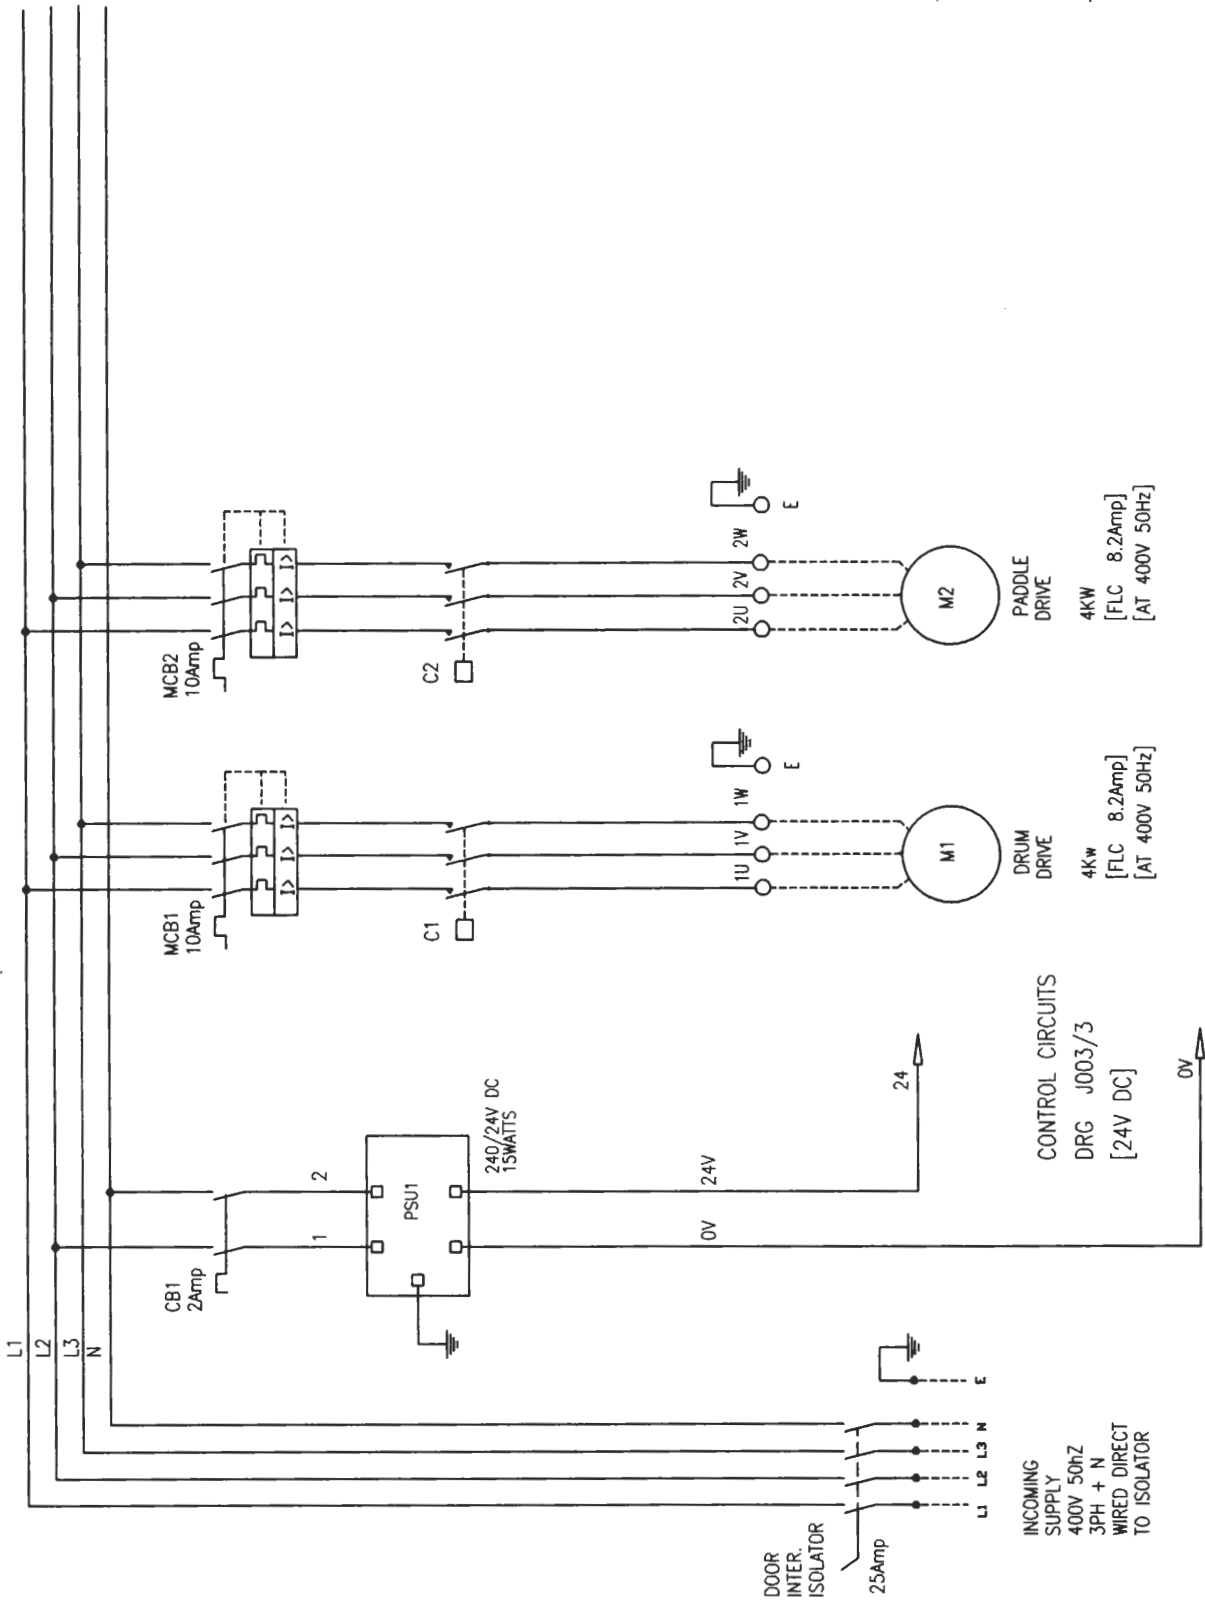 L1
L2
L3
N
DOOR
INTER.
ISOLATOR
25Amp
L1 L2 L3 N E
INCOMING
SUPPLY
400V 50hZ
3PH + N
WIRED DIRECT
TO ISOLATOR
CB1
2Amp
1 2
PSU1
240/24V DC
15WATTS
0V 24V
24
CONTROL CIRCUITS
DRG J003/3
[24V DC]
0V
MCB1
10Amp
I> I> I>
C1
1U 1V 1W
E
M1
DRUM
DRIVE
4Kw
[FLC 8.2Amp]
[AT 400V 50Hz]
MCB2
10Amp
I> I> I>
C2
2U 2V 2W
E
M2
PADDLE
DRIVE
4KW
[FLC 8.2Amp]
[AT 400V 50Hz]